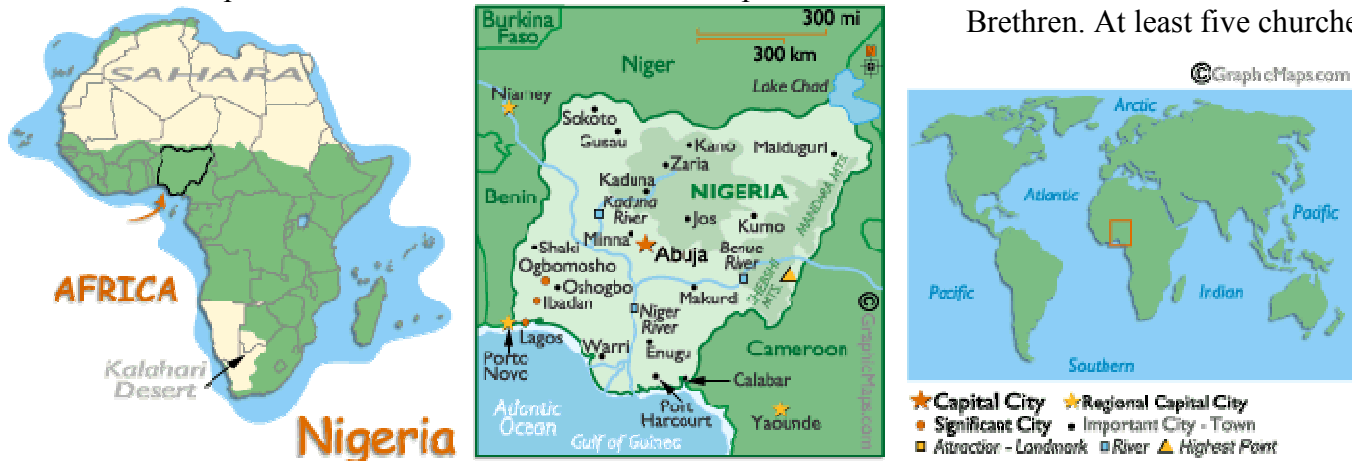 Brethren. At least five churche
SAHARA
AFRICA
Kalahari
Desert
Nigeria
Burkina
Faso
300 mi
300 km
N
Niger
Lake Chad
Niamey
Sokoto
Gusau
Kano
Zaria
Maiduguri
Benin
Kaduna
NIGERIA
Kaduna
River
Jos
Kumo
MANDARA MTS.
Minna
Abuja
Benue
River
Shaki
Ogbomosho
Oshogbo
Ibadan
Makurdi
SHEBSHI
MTS.
Niger
River
Lagos
Porto
Novo
Warri
Enugu
Cameroon
Calabar
Port
Harcourt
Yaounde
Atlantic
Ocean
Gulf of Guinea
©GraphicMaps.com
©GraphicMaps.com
Arctic
Atlantic
Pacific
Pacific
Indian
Southern
Capital City
Regional Capital City
Significant City
Important City - Town
Attraction - Landmark
River
Highest Point